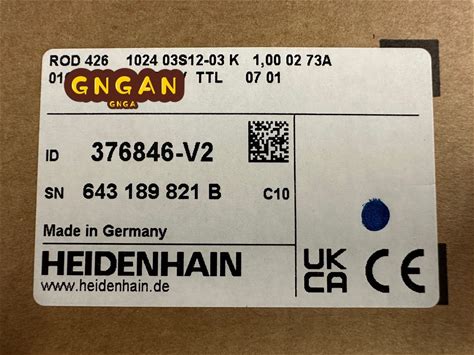 ROD 426 1024 03S12-03 K 1,00 02 73A
TTL 07 01
GNGAN
GNGA
ID 376846-V2
SN 643 189 821 B C10
Made in Germany
HEIDENHAIN
www.heidenhain.de
UK
CA CE